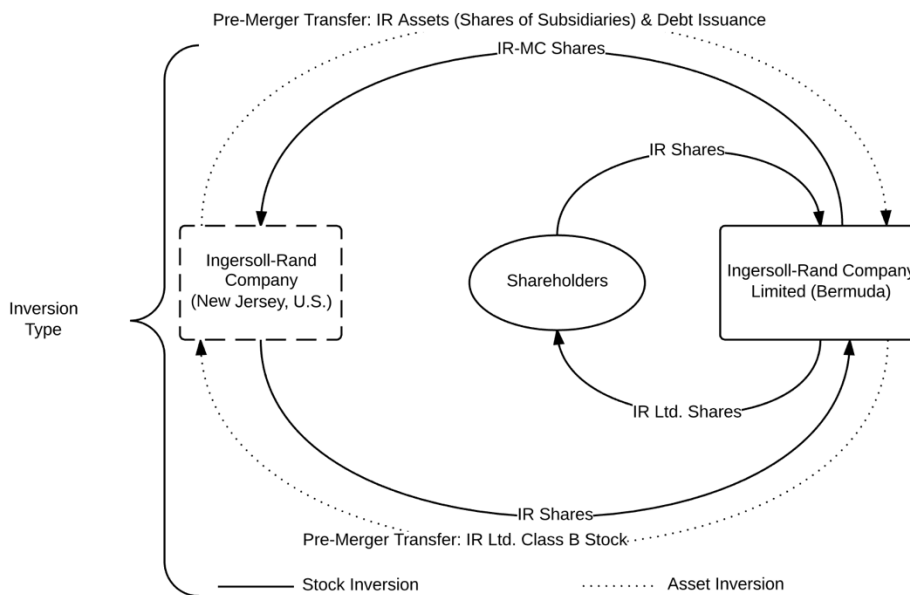 Pre-Merger Transfer: IR Assets (Shares of Subsidiaries) & Debt Issuance
IR-MC Shares
IR Shares
Ingersoll-Rand
Company
(New Jersey, U.S.)
Shareholders
Ingersoll-Rand Company
Limited (Bermuda)
Inversion
Type
IR Ltd. Shares
IR Shares
Pre-Merger Transfer: IR Ltd. Class B Stock
Stock Inversion
Asset Inversion